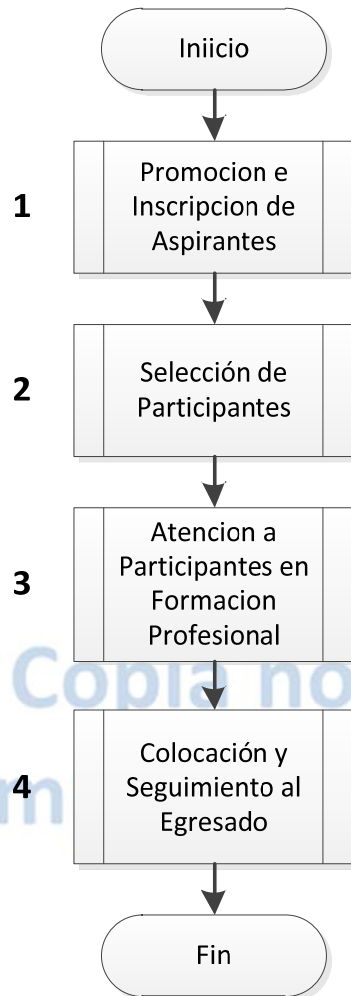 Iniicio
1
Promocion e
Inscripcion de
Aspirantes
2
Selección de
Participantes
3
Atencion a
Participantes en
Formacion
Profesional
Copia no
4
Colocación y
Seguimiento al
Egresado
Fin